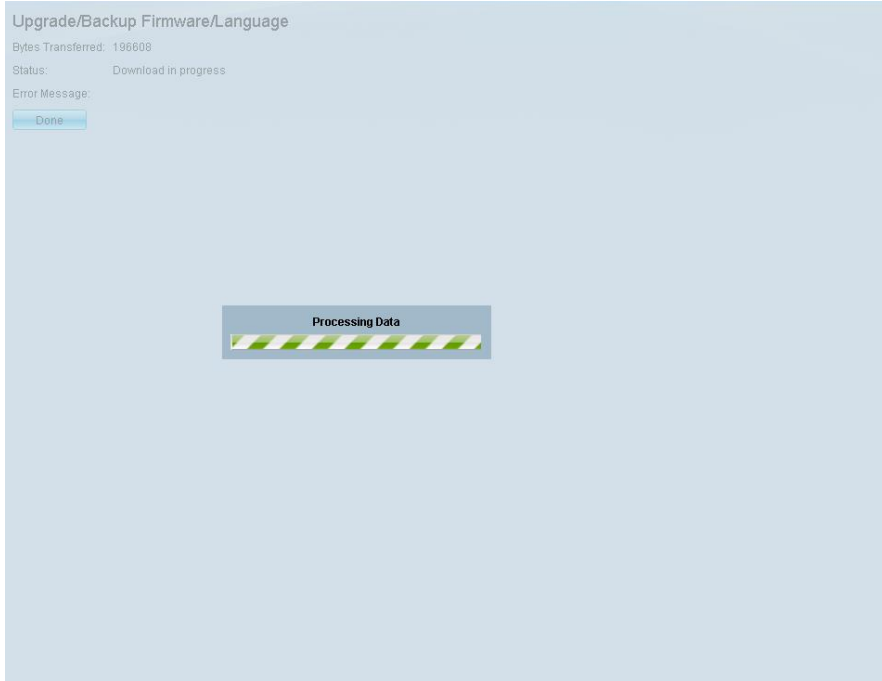 Upgrade/Backup Firmware/Language
Bytes Transferred: 196608
Status: Download in progress
Error Message:
Done
Processing Data